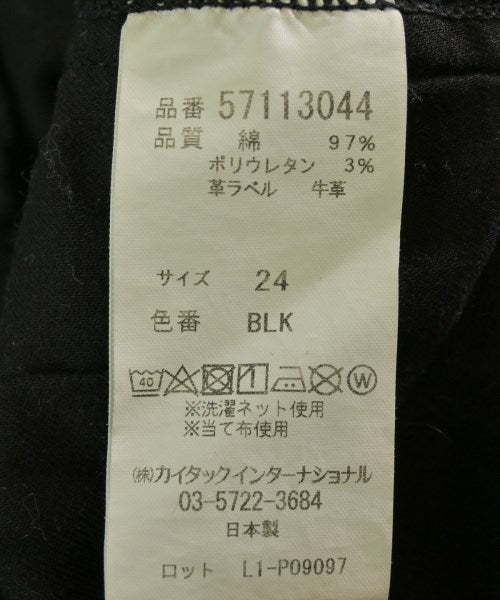 品番 57113044
品質 綿 97%
ポリウレタン 3%
革ラベル 牛革
サイズ 24
色番 BLK
40 W
※洗濯ネット使用
※当て布使用
㈱カイタックインターナショナル
03-5722-3684
日本製
ロット L1-P09097